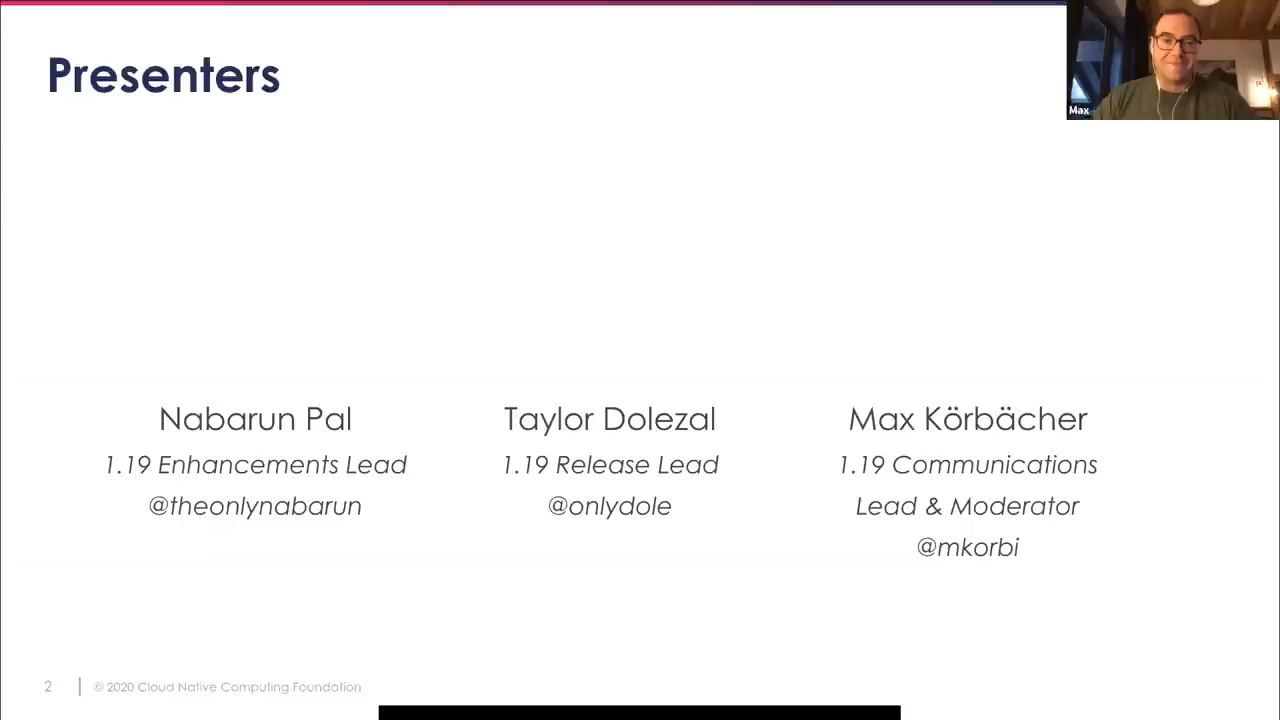 Presenters
Max
Nabarun Pal
1.19 Enhancements Lead
@theonlynabarun
Taylor Dolezal
1.19 Release Lead
@onlydole
Max Körbächer
1.19 Communications
Lead & Moderator
@mkorbi
2
© 2020 Cloud Native Computing Foundation